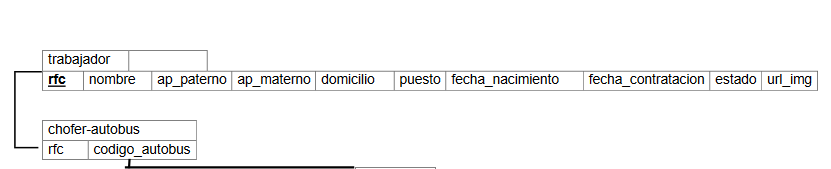 trabajador
rfc nombre ap_paterno ap_materno domicilio puesto fecha_nacimiento fecha_contratacion estado url_img
chofer-autobus
rfc codigo_autobus